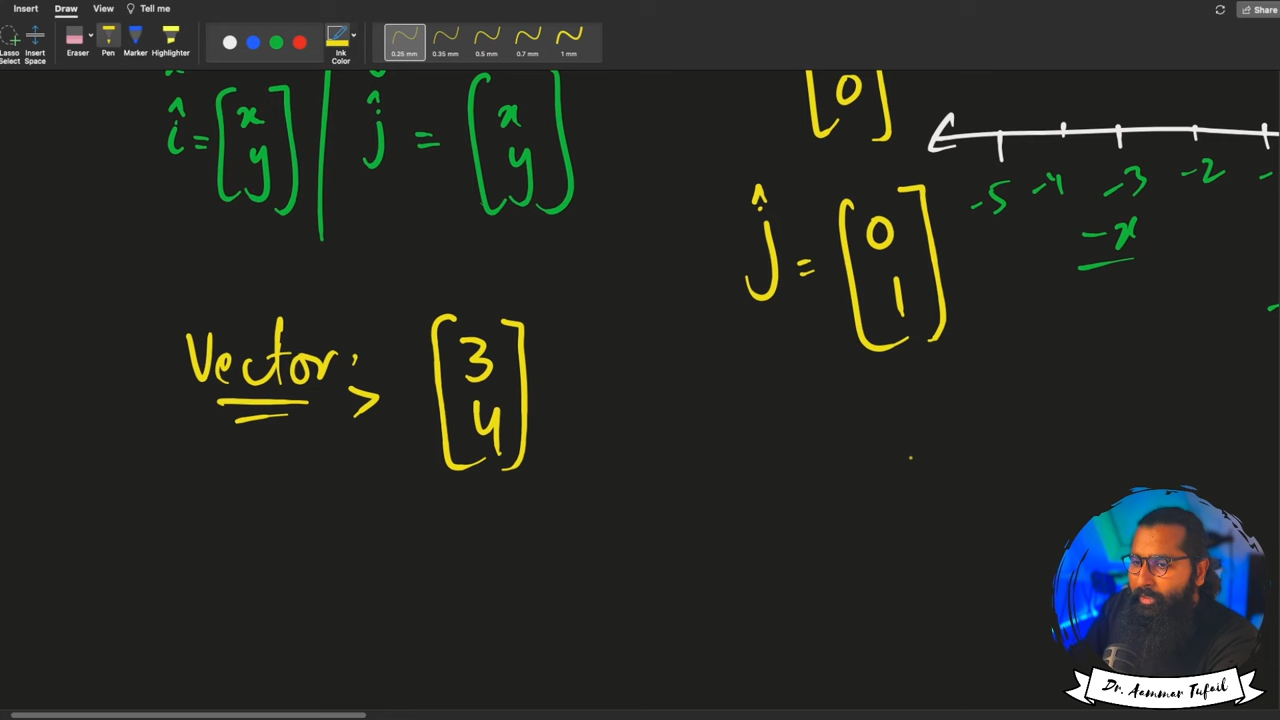 Insert Draw View Tell me
Share
Lasso Select
Insert Space
Eraser
Pen
Marker
Highlighter
Ink Color
0.25 mm
0.35 mm
0.5 mm
0.7 mm
1 mm
î = [x y]
ĵ = [x y]
0]
-5 -4 -3 -2 -
-x
ĵ = [0 1]
Vector: > [3 4]
Dr. Aammar Tufail